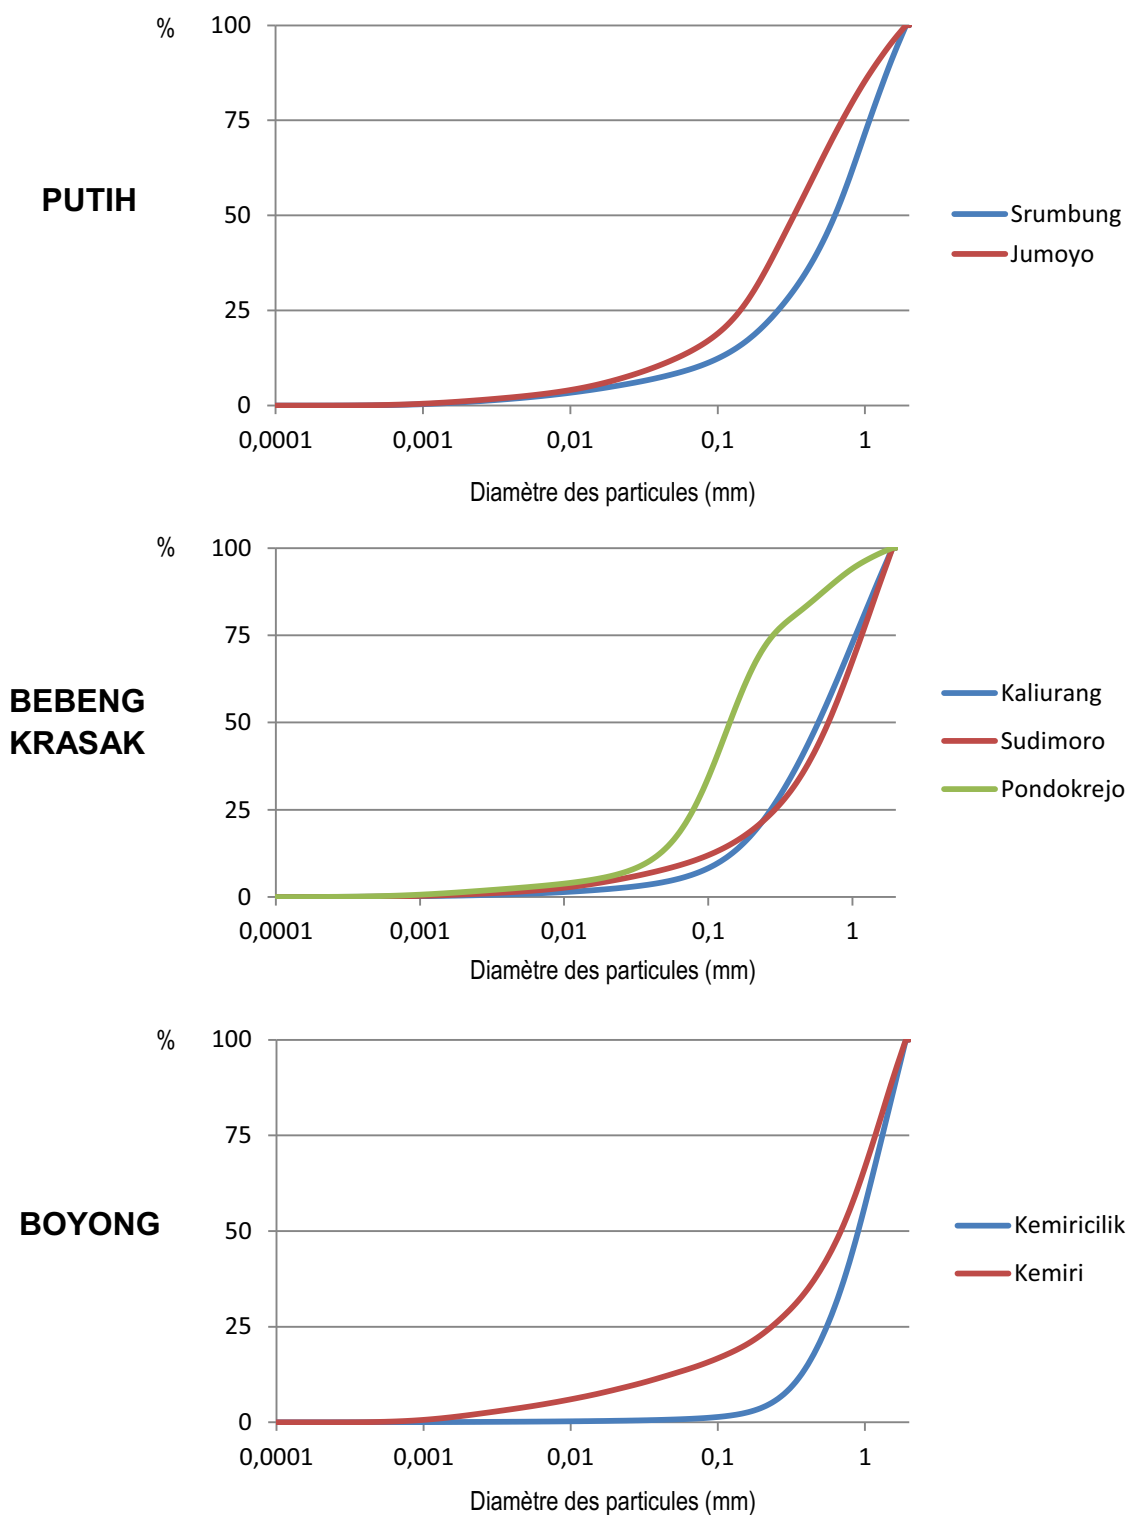 %
100
75
50
25
0
0,0001 0,001 0,01 0,1 1
Diamètre des particules (mm)
PUTIH
Srumbung
Jumoyo
%
100
75
50
25
0
0,0001 0,001 0,01 0,1 1
Diamètre des particules (mm)
BEBENG
KRASAK
Kaliurang
Sudimoro
Pondokrejo
%
100
75
50
25
0
0,0001 0,001 0,01 0,1 1
Diamètre des particules (mm)
BOYONG
Kemiricilik
Kemiri